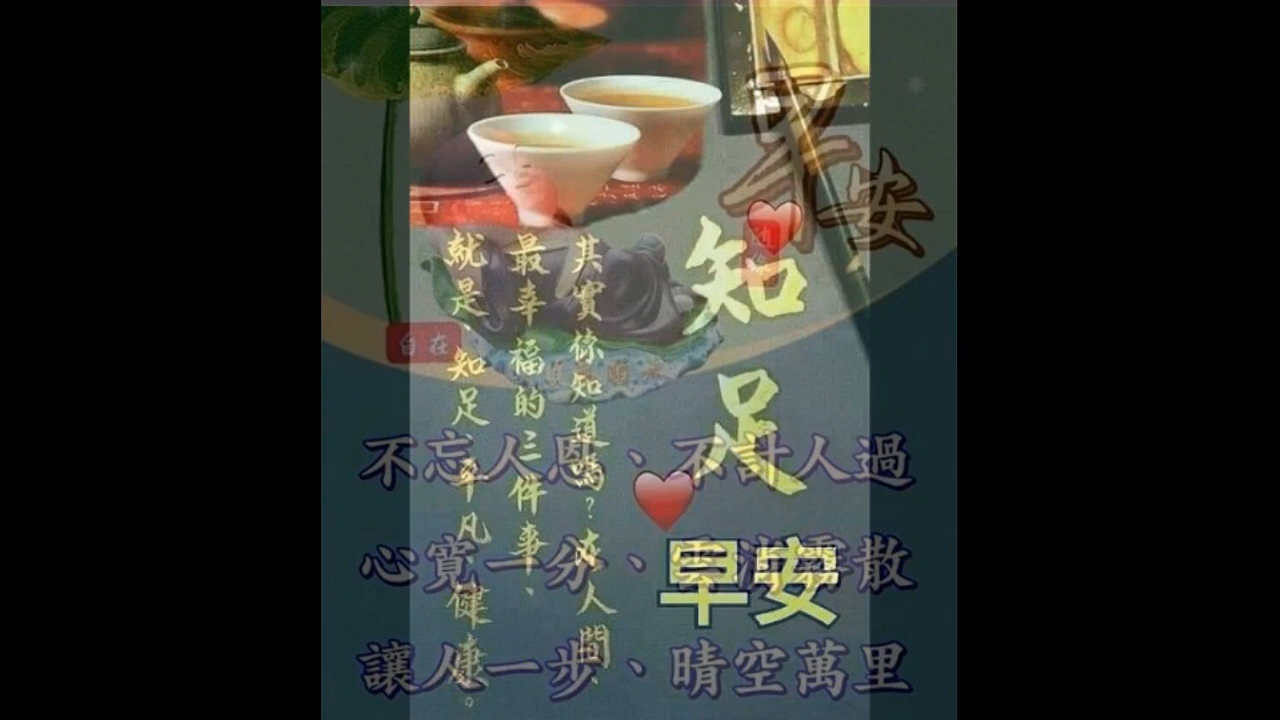 早安
知足
其實你知道嗎？在人間、
最幸福的三件事、
就是、知足、平凡、健康。
自在
不忘人恩、不計人過
心寬一分、雲消霧散
讓人一步、晴空萬里
早安